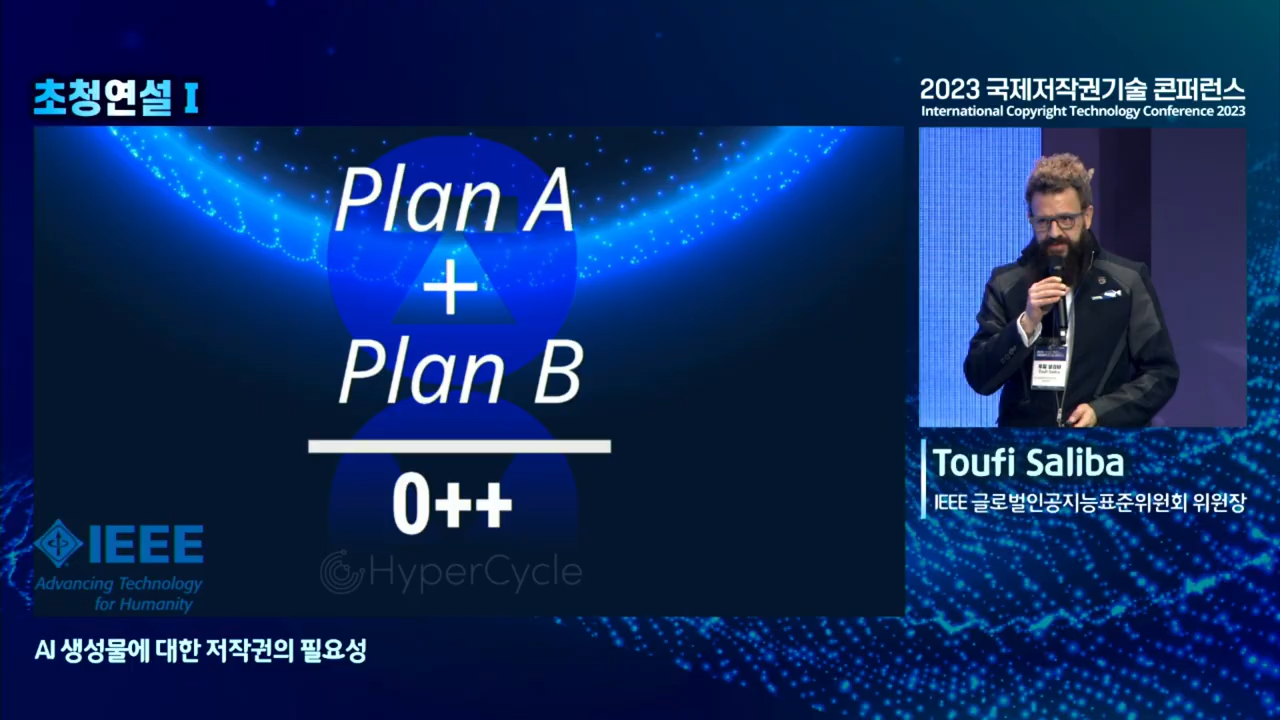 초청연설 I
2023 국제저작권기술 콘퍼런스
International Copyright Technology Conference 2023
Plan A
+
Plan B
0++
IEEE
Advancing Technology
for Humanity
HyperCycle
Toufi Saliba
IEEE 글로벌인공지능표준위원회 위원장
AI 생성물에 대한 저작권의 필요성